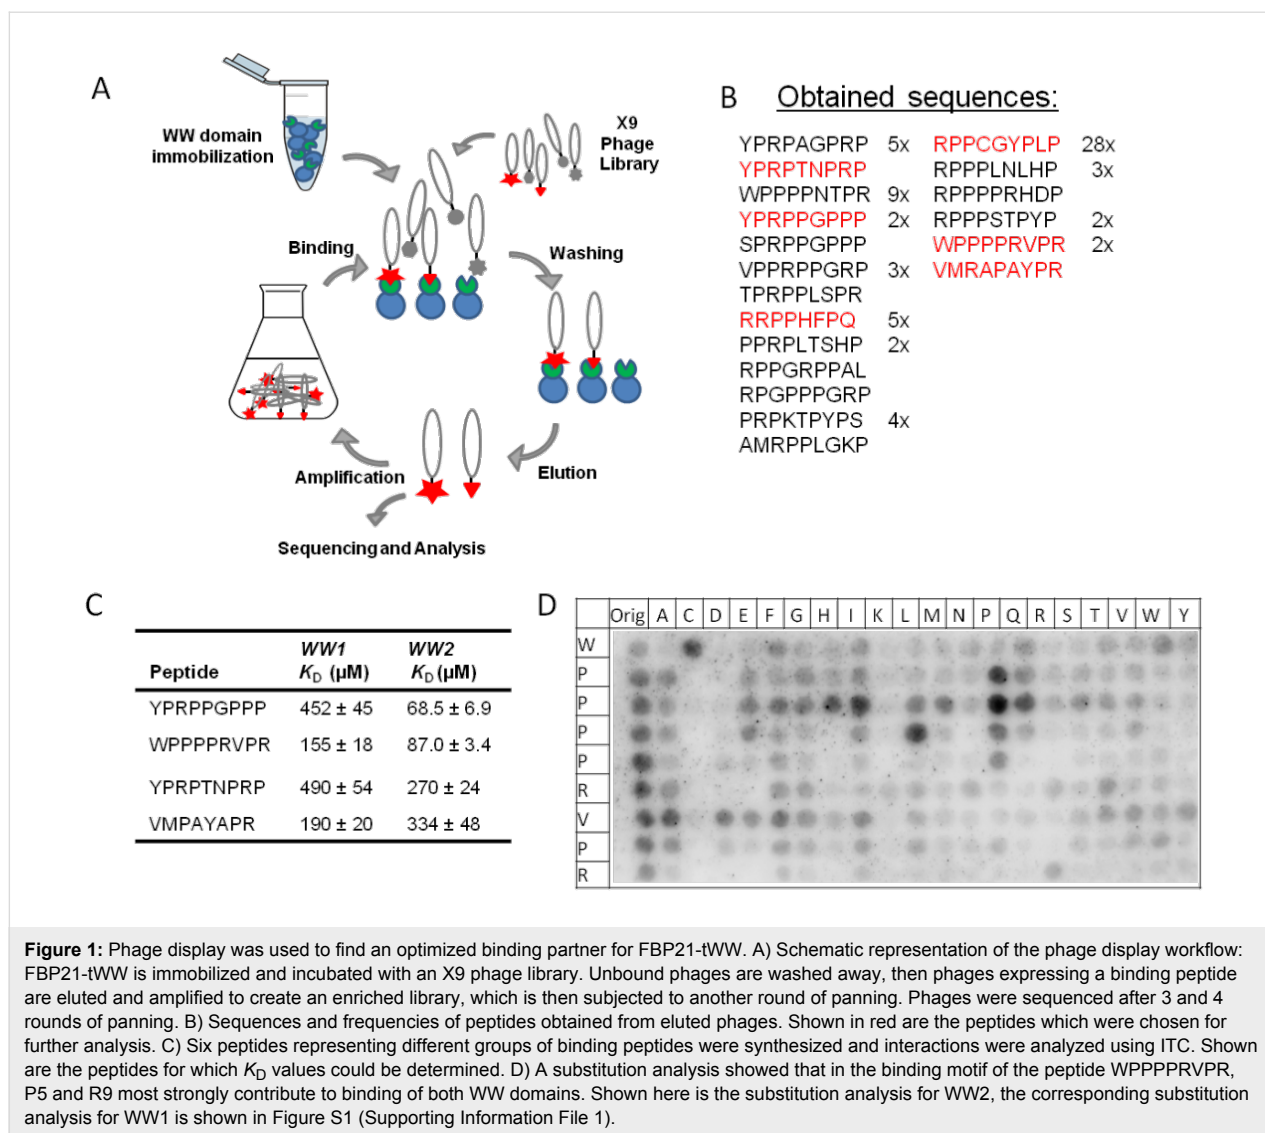 A
WW domain
immobilization
X9
Phage
Library
Binding
Washing
Amplification
Elution
Sequencing and Analysis
B Obtained sequences:
YPRPAGPRP 5x RPPCGYPLP 28x
YPRPTNPRP RPPPLNLHP 3x
WPPPPNTPR 9x RPPPPRHDP
YPRPPGPPP 2x RPPPSTPYP 2x
SPRPPGPPP WPPPPRVPR 2x
VPPRPPGRP 3x VMRAPAYPR
TPRPPLSPR
RRPPHFPQ 5x
PPRPLTSHP 2x
RPPGRPPAL
RPGPPPGRP
PRPKTPYPS 4x
AMRPPLGKP
C
WW1 WW2
Peptide KD (µM) KD (µM)
YPRPPGPPP 452 ± 45 68.5 ± 6.9
WPPPPRVPR 155 ± 18 87.0 ± 3.4
YPRPTNPRP 490 ± 54 270 ± 24
VMPAYAPR 190 ± 20 334 ± 48
D
Orig A C D E F G H I K L M N P Q R S T V W Y
W
P
P
P
P
R
V
P
R
Figure 1: Phage display was used to find an optimized binding partner for FBP21-tWW. A) Schematic representation of the phage display workflow:
FBP21-tWW is immobilized and incubated with an X9 phage library. Unbound phages are washed away, then phages expressing a binding peptide
are eluted and amplified to create an enriched library, which is then subjected to another round of panning. Phages were sequenced after 3 and 4
rounds of panning. B) Sequences and frequencies of peptides obtained from eluted phages. Shown in red are the peptides which were chosen for
further analysis. C) Six peptides representing different groups of binding peptides were synthesized and interactions were analyzed using ITC. Shown
are the peptides for which KD values could be determined. D) A substitution analysis showed that in the binding motif of the peptide WPPPPRVPR,
P5 and R9 most strongly contribute to binding of both WW domains. Shown here is the substitution analysis for WW2, the corresponding substitution
analysis for WW1 is shown in Figure S1 (Supporting Information File 1).